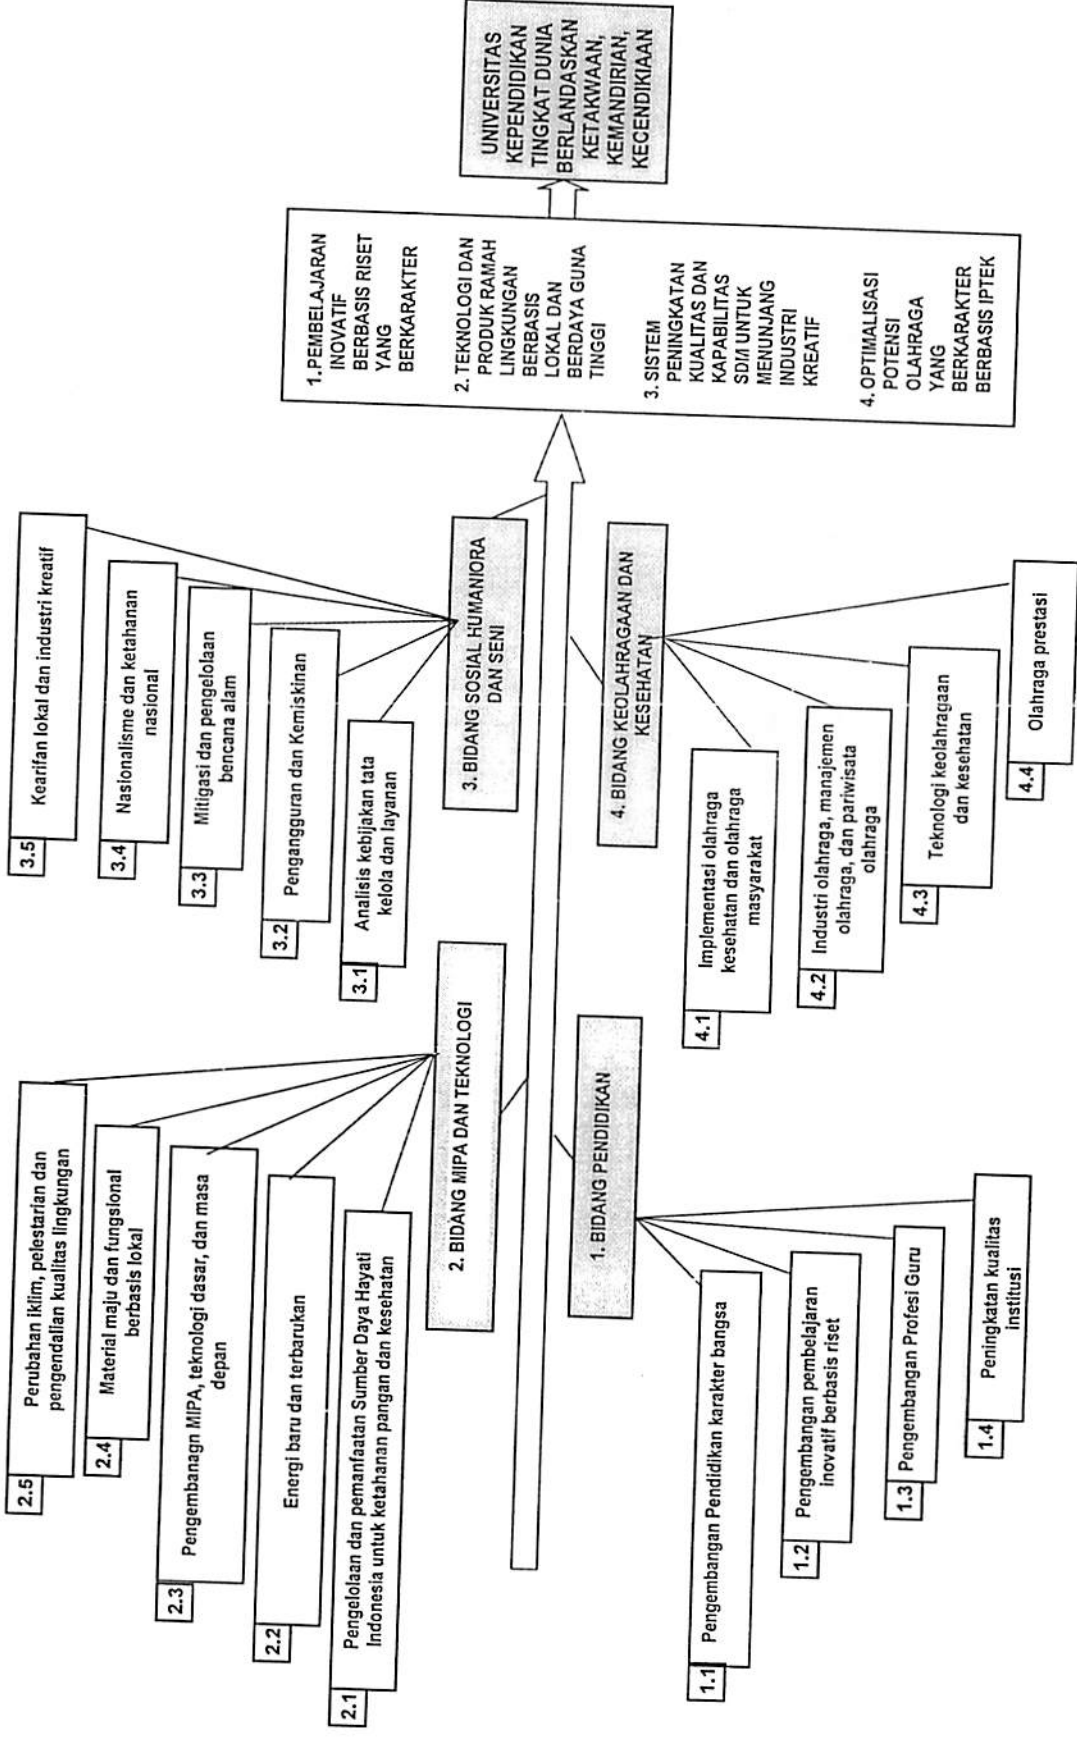 2.5
Perubahan iklim, pelestarian dan
pengendalian kualitas lingkungan
2.4
Material maju dan fungsional
berbasis lokal
2.3
Pengembanagn MIPA, teknologi dasar, dan masa
depan
2.2
Energi baru dan terbarukan
2.1
Pengelolaan dan pemanfaatan Sumber Daya Hayati
Indonesia untuk ketahanan pangan dan kesehatan
2. BIDANG MIPA DAN TEKNOLOGI
3.5
Kearifan lokal dan industri kreatif
3.4
Nasionalisme dan ketahanan
nasional
3.3
Mitigasi dan pengelolaan
bencana alam
3.2
Pengangguran dan Kemiskinan
3.1
Analisis kebijakan tata
kelola dan layanan
3. BIDANG SOSIAL HUMANIORA
DAN SENI
1. BIDANG PENDIDIKAN
1.1
Pengembangan Pendidikan karakter bangsa
1.2
Pengembangan pembelajaran
inovatif berbasis riset
1.3
Pengembangan Profesi Guru
1.4
Peningkatan kualitas
institusi
4. BIDANG KEOLAHRAGAAN DAN
KESEHATAN
4.1
Implementasi olahraga
kesehatan dan olahraga
masyarakat
4.2
Industri olahraga, manajemen
olahraga, dan pariwisata
olahraga
4.3
Teknologi keolahragaan
dan kesehatan
4.4
Olahraga prestasi
1. PEMBELAJARAN
INOVATIF
BERBASIS RISET
YANG
BERKARAKTER
2. TEKNOLOGI DAN
PRODUK RAMAH
LINGKUNGAN
BERBASIS
LOKAL DAN
BERDAYA GUNA
TINGGI
3. SISTEM
PENINGKATAN
KUALITAS DAN
KAPABILITAS
SDM UNTUK
MENUNJANG
INDUSTRI
KREATIF
4. OPTIMALISASI
POTENSI
OLAHRAGA
YANG
BERKARAKTER
BERBASIS IPTEK
UNIVERSITAS
KEPENDIDIKAN
TINGKAT DUNIA
BERLANDASKAN
KETAKWAAN,
KEMANDIRIAN,
KECENDIKIAAN